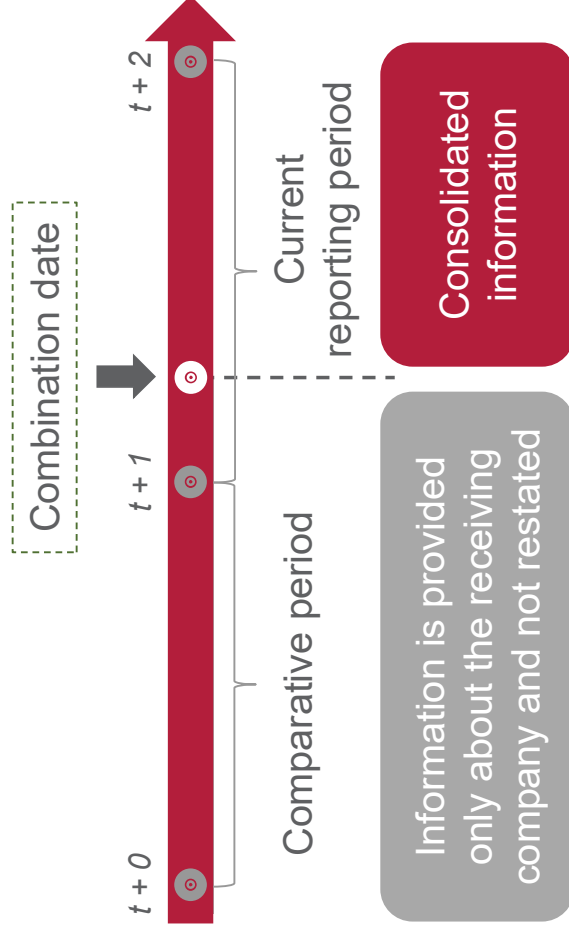 Combination date
t + 0
t + 1
t + 2
Comparative period
Current
reporting period
Information is provided
only about the receiving
company and not restated
Consolidated
information